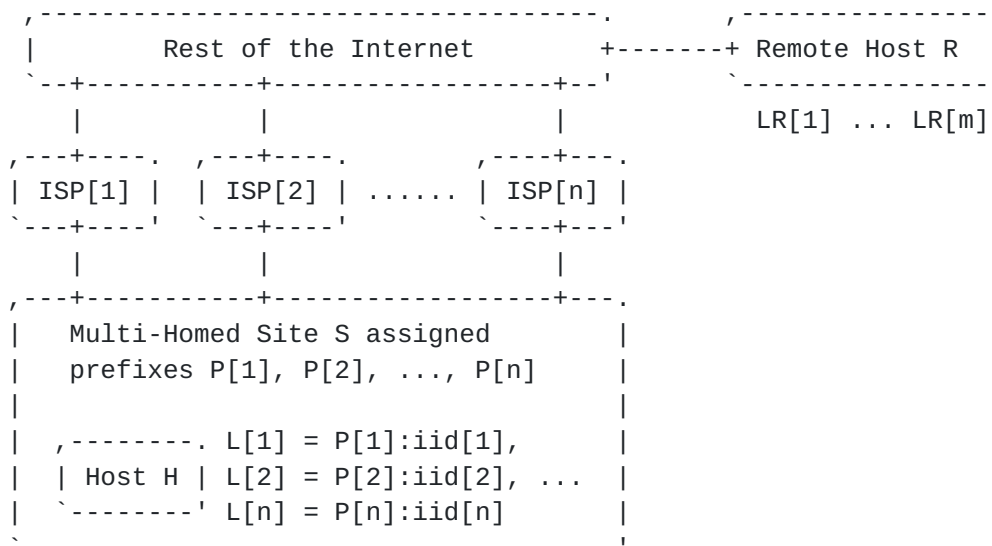 Rest of the Internet
Remote Host R
LR[1] ... LR[m]
ISP[1] ISP[2] ...... ISP[n]
Multi-Homed Site S assigned
prefixes P[1], P[2], ..., P[n]
L[1] = P[1]:iid[1],
Host H L[2] = P[2]:iid[2], ...
L[n] = P[n]:iid[n]